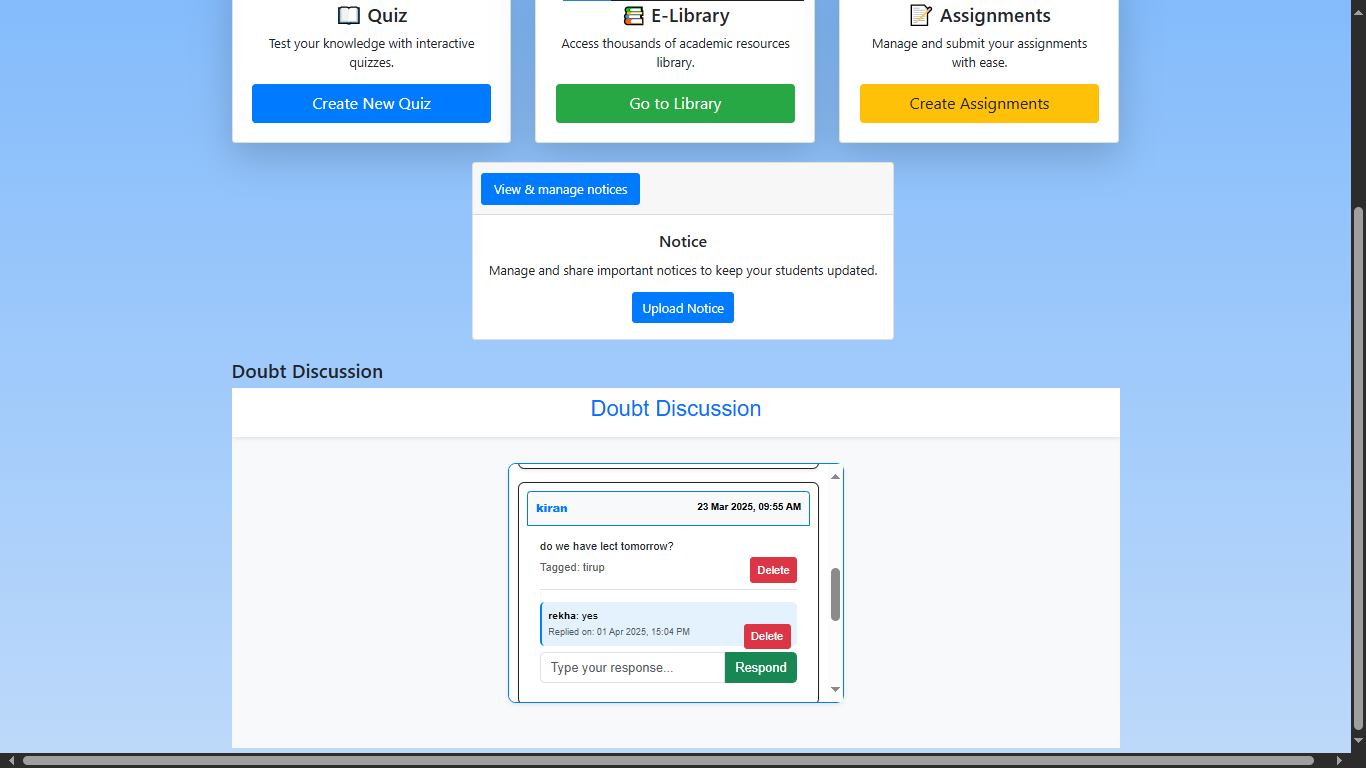 Quiz
Test your knowledge with interactive
quizzes.
Create New Quiz
E-Library
Access thousands of academic resources
library.
Go to Library
Assignments
Manage and submit your assignments
with ease.
Create Assignments
View & manage notices
Notice
Manage and share important notices to keep your students updated.
Upload Notice
Doubt Discussion
Doubt Discussion
kiran 23 Mar 2025, 09:55 AM
do we have lect tomorrow?
Tagged: tirup
Delete
rekha: yes
Replied on: 01 Apr 2025, 15:04 PM
Delete
Type your response...
Respond